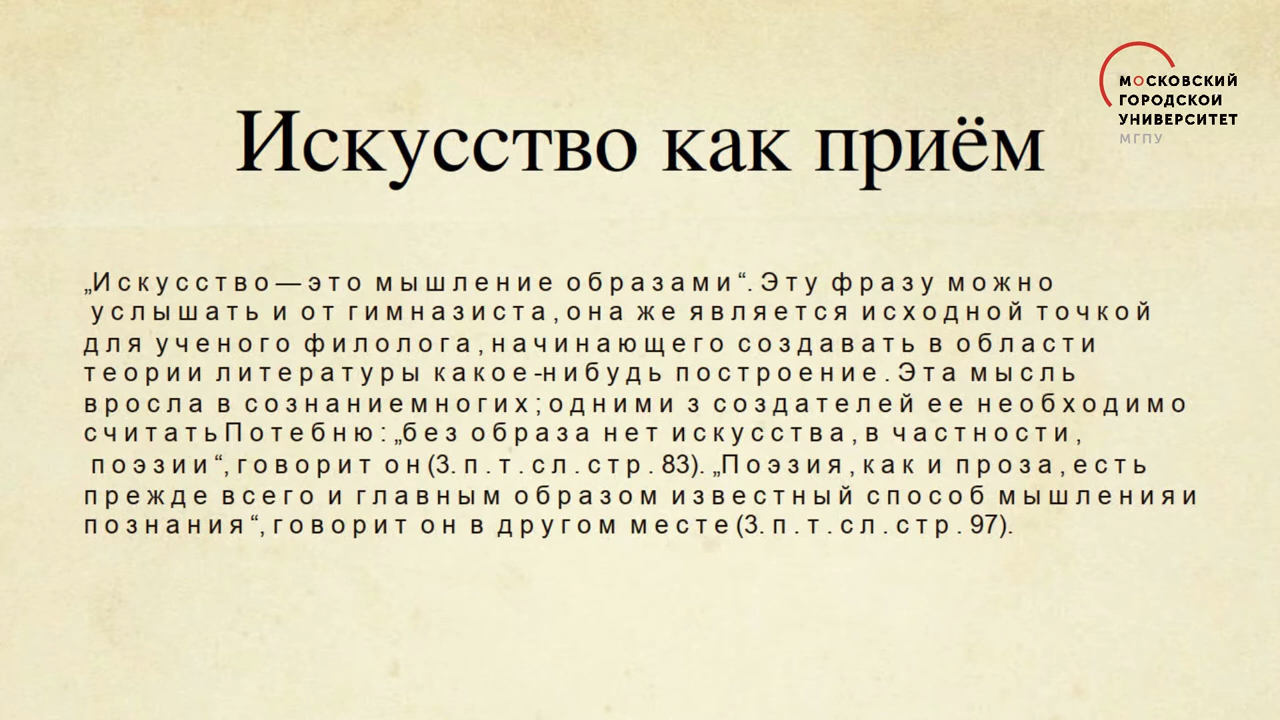 Искусство как приём
МОСКОВСКИЙ
ГОРОДСКОЙ
УНИВЕРСИТЕТ
МГПУ
„Искусство — это мышление образами“. Эту фразу можно
услышать и от гимназиста, она же является исходной точкой
для ученого филолога, начинающего создавать в области
теории литературы какое-нибудь построение. Эта мысль
вросла в сознаниемногих; одними з создателей ее необходимо
считатьПотебню: „без образа нет искусства, в частности,
поэзии“, говорит он (3. п. т. сл. стр. 83). „Поэзия, как и проза, есть
прежде всего и главным образом известный способ мышленияи
познания“, говорит он в другом месте (3. п. т. сл. стр. 97).